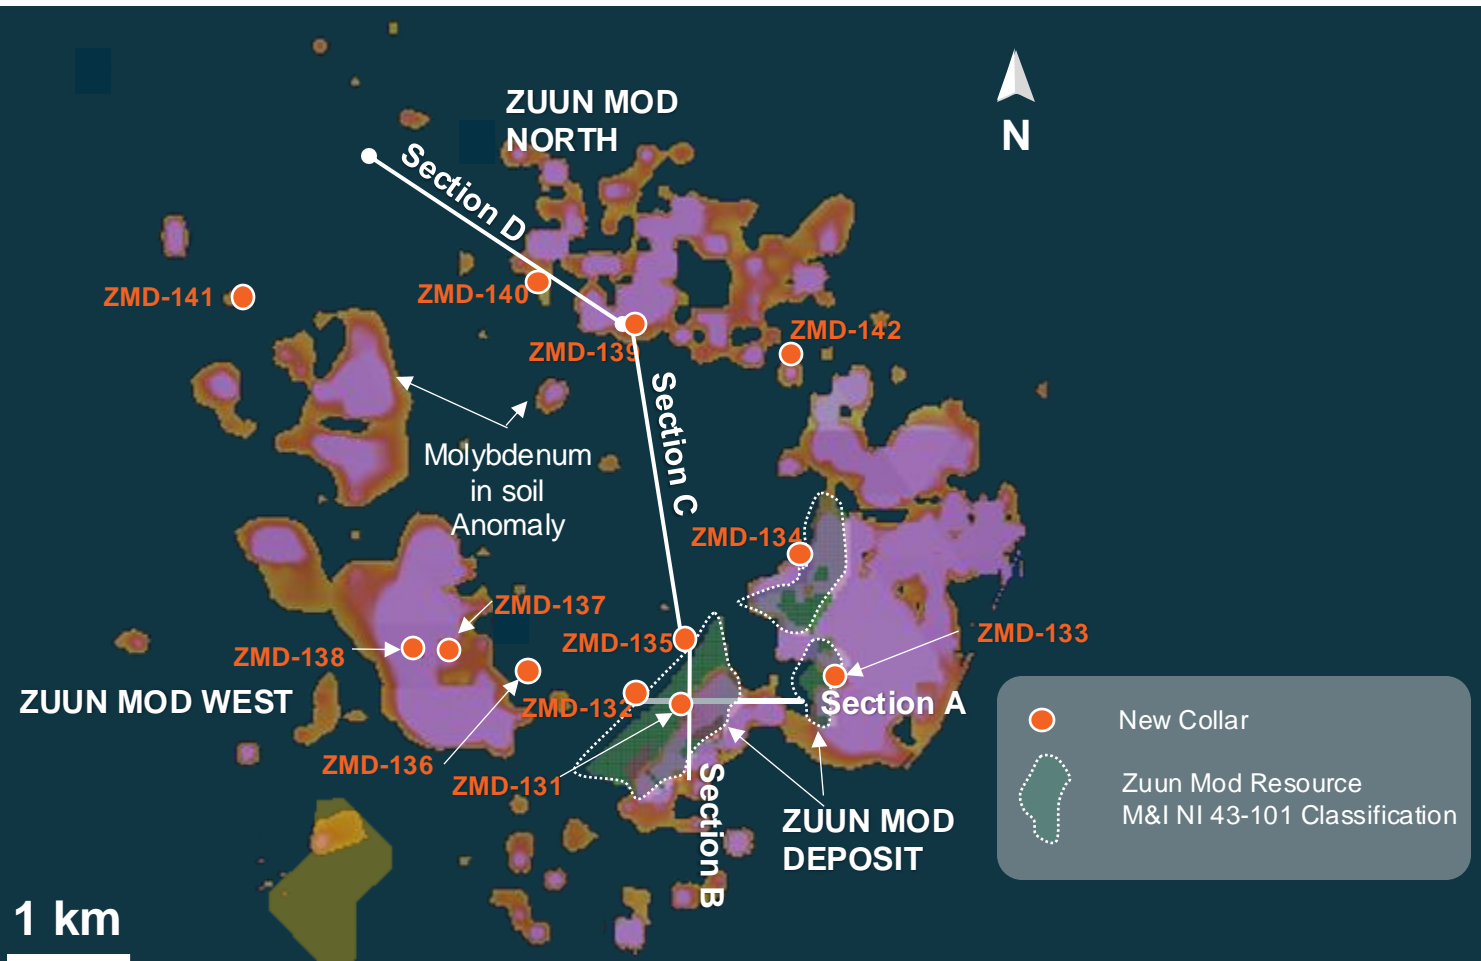 ZUUN MOD
NORTH
N
Section D
ZMD-141
ZMD-140
ZMD-142
ZMD-139
Section C
Molybdenum
in soil
Anomaly
ZMD-134
ZMD-137
ZMD-135
ZMD-133
ZMD-138
ZUUN MOD WEST
ZMD-132
Section A
ZMD-136
ZMD-131
Section B
ZUUN MOD
DEPOSIT
New Collar
Zuun Mod Resource
M&I NI 43-101 Classification
1 km